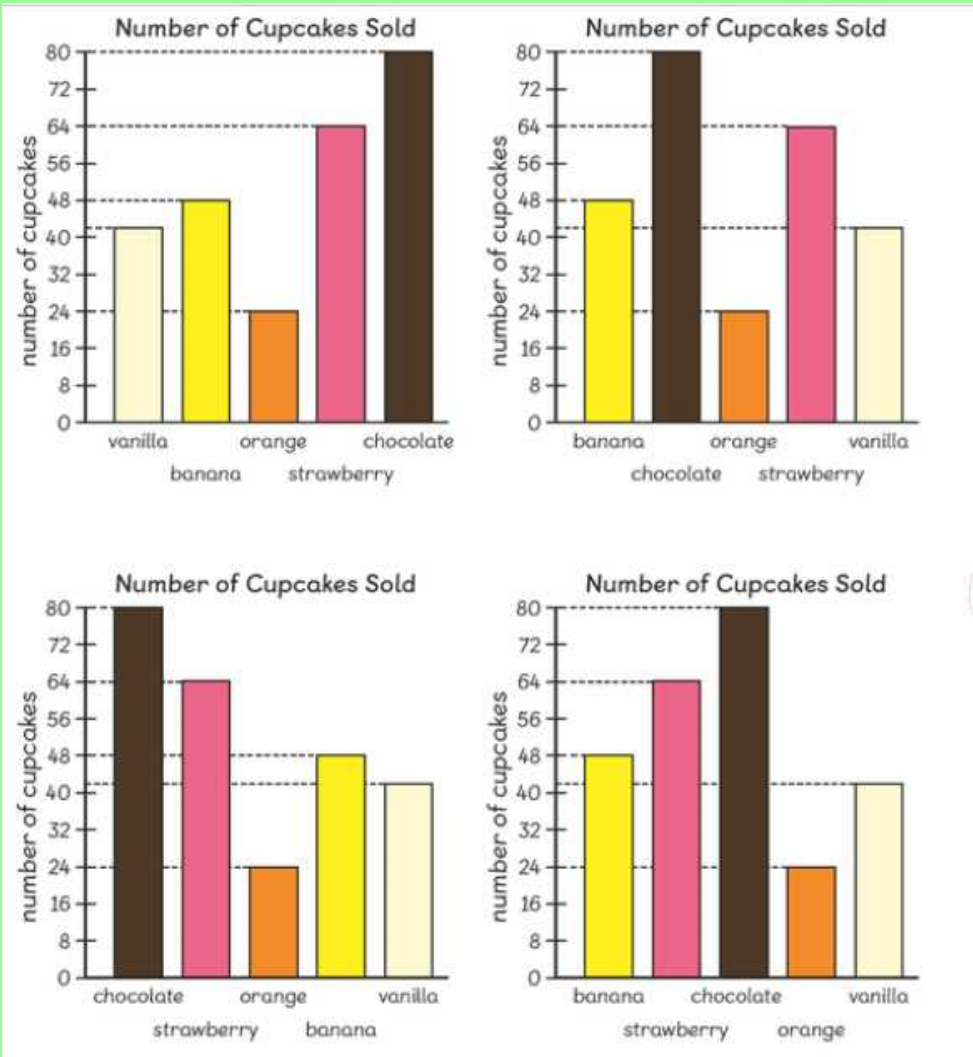 Number of Cupcakes Sold
number of cupcakes
80
72
64
56
48
40
32
24
16
8
0
vanilla orange chocolate
banana strawberry
Number of Cupcakes Sold
number of cupcakes
80
72
64
56
48
40
32
24
16
8
0
banana orange vanilla
chocolate strawberry
Number of Cupcakes Sold
number of cupcakes
80
72
64
56
48
40
32
24
16
8
0
chocolate orange vanilla
strawberry banana
Number of Cupcakes Sold
number of cupcakes
80
72
64
56
48
40
32
24
16
8
0
banana chocolate vanilla
strawberry orange